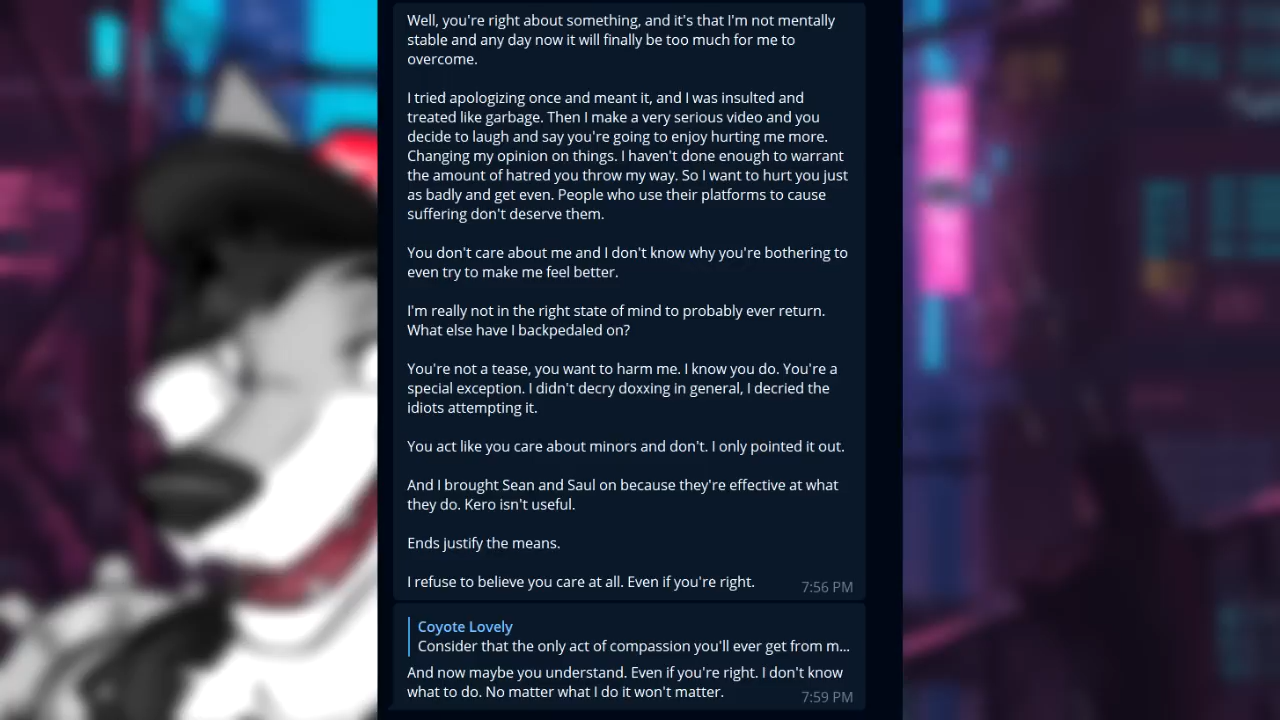 Well, you're right about something, and it's that I'm not mentally
stable and any day now it will finally be too much for me to
overcome.
I tried apologizing once and meant it, and I was insulted and
treated like garbage. Then I make a very serious video and you
decide to laugh and say you're going to enjoy hurting me more.
Changing my opinion on things. I haven't done enough to warrant
the amount of hatred you throw my way. So I want to hurt you just
as badly and get even. People who use their platforms to cause
suffering don't deserve them.
You don't care about me and I don't know why you're bothering to
even try to make me feel better.
I'm really not in the right state of mind to probably ever return.
What else have I backpedaled on?
You're not a tease, you want to harm me. I know you do. You're a
special exception. I didn't decry doxxing in general, I decried the
idiots attempting it.
You act like you care about minors and don't. I only pointed it out.
And I brought Sean and Saul on because they're effective at what
they do. Kero isn't useful.
Ends justify the means.
I refuse to believe you care at all. Even if you're right.
7:56 PM
Coyote Lovely
Consider that the only act of compassion you'll ever get from m...
And now maybe you understand. Even if you're right. I don't know
what to do. No matter what I do it won't matter.
7:59 PM